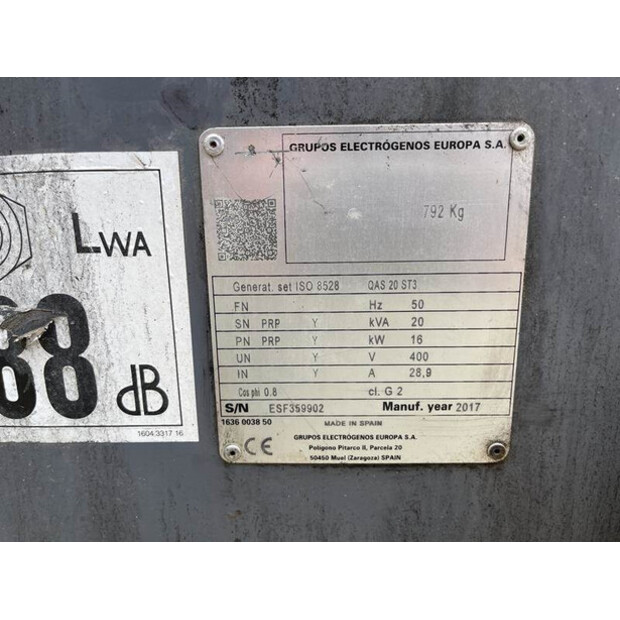 LWA
88
dB
1604 3317 16
GRUPOS ELECTRÓGENOS EUROPA S.A.
792 Kg
Generat. set ISO 8528 QAS 20 ST3
FN Hz 50
SN PRP Y kVA 20
PN PRP Y kW 16
UN Y V 400
IN Y A 28,9
Cos phi 0.8 cl. G 2
S/N ESF359902 Manuf. year 2017
1636 0038 50 MADE IN SPAIN
CE GRUPOS ELECTRÓGENOS EUROPA S.A.
Polígono Pitarco II, Parcela 20
50450 Muel (Zaragoza) SPAIN